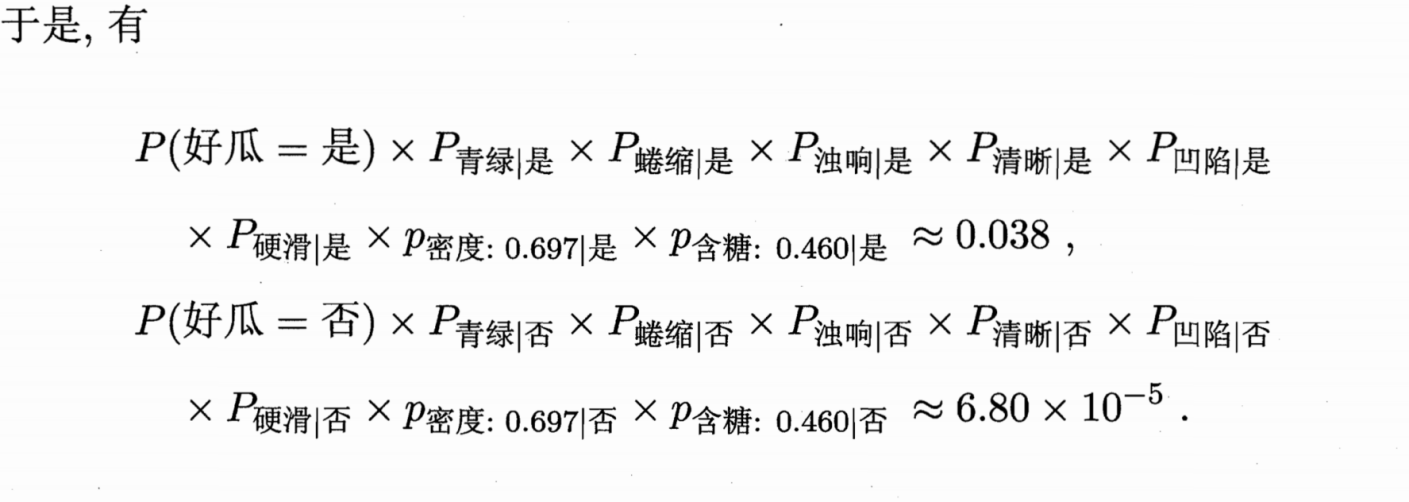 于是, 有
P(好瓜 = 是) × P青绿|是 × P蜷缩|是 × P浊响|是 × P清晰|是 × P凹陷|是
× P硬滑|是 × p密度: 0.697|是 × p含糖: 0.460|是 ≈ 0.038 ,
P(好瓜 = 否) × P青绿|否 × P蜷缩|否 × P浊响|否 × P清晰|否 × P凹陷|否
× P硬滑|否 × p密度: 0.697|否 × p含糖: 0.460|否 ≈ 6.80 × 10⁻⁵ .